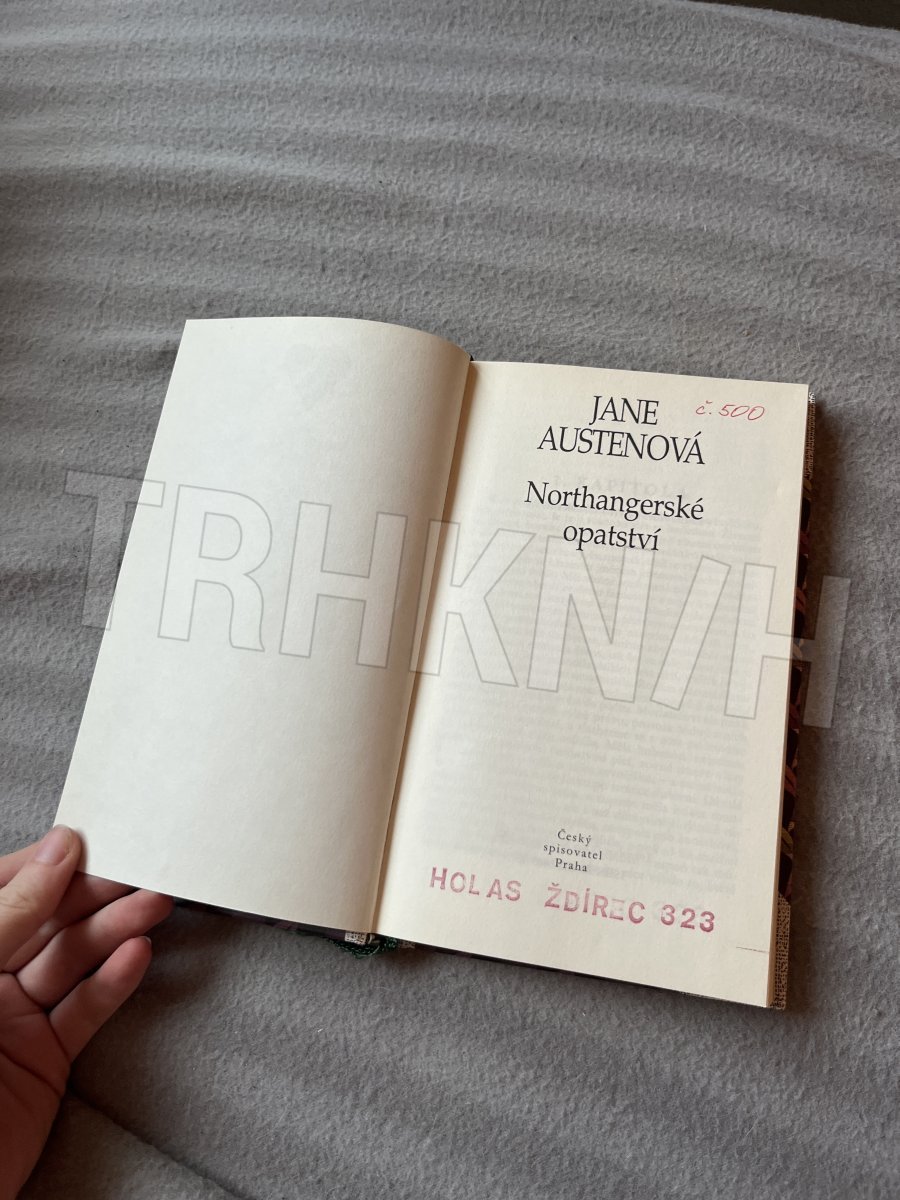 JANE
AUSTENOVÁ
č. 500
Northangerské
opatství
TRHKNIH
Český
spisovatel
Praha
HOLAS ŽDÍREC 323